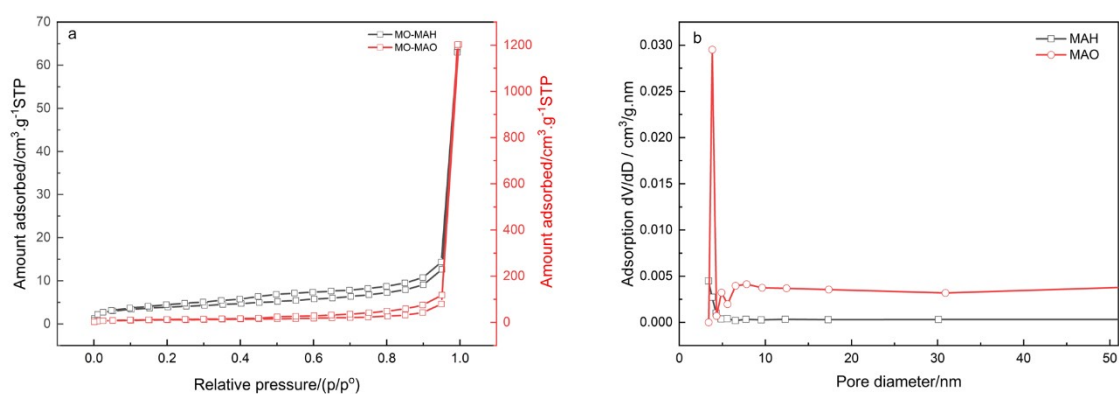 a
MO-MAH
MO-MAO
70
60
50
40
30
20
10
0
Amount adsorbed/cm³.g⁻¹STP
1200
1000
800
600
400
200
0
Amount adsorbed/cm³.g⁻¹STP
0.0 0.2 0.4 0.6 0.8 1.0
Relative pressure/(p/p⁰)
b
MAH
MAO
0.030
0.025
0.020
0.015
0.010
0.005
0.000
Adsorption dV/dD / cm³/g.nm
0 10 20 30 40 50
Pore diameter/nm